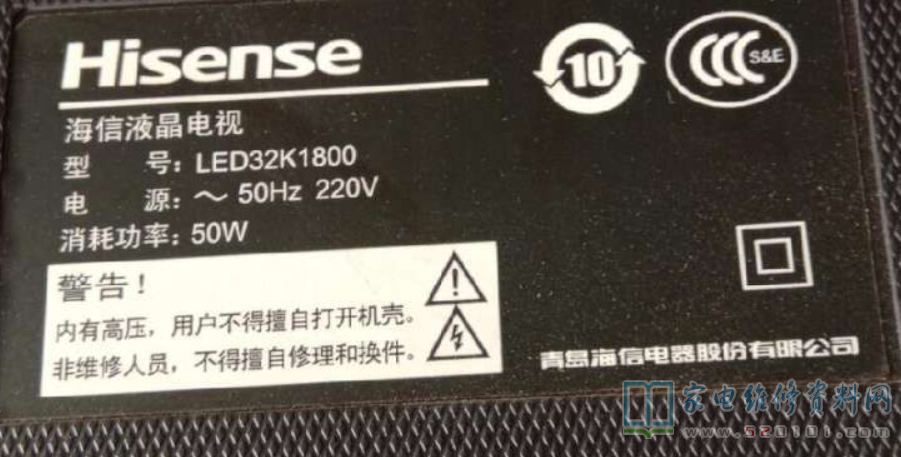 Hisense
10
S&E
海信液晶电视
型 号: LED32K1800
电 源: ～ 50Hz 220V
消耗功率: 50W
警告！
内有高压，用户不得擅自打开机壳。
非维修人员，不得擅自修理和换件。
青岛海信电器股份有限公司
家电维修资料网
www.520101.com